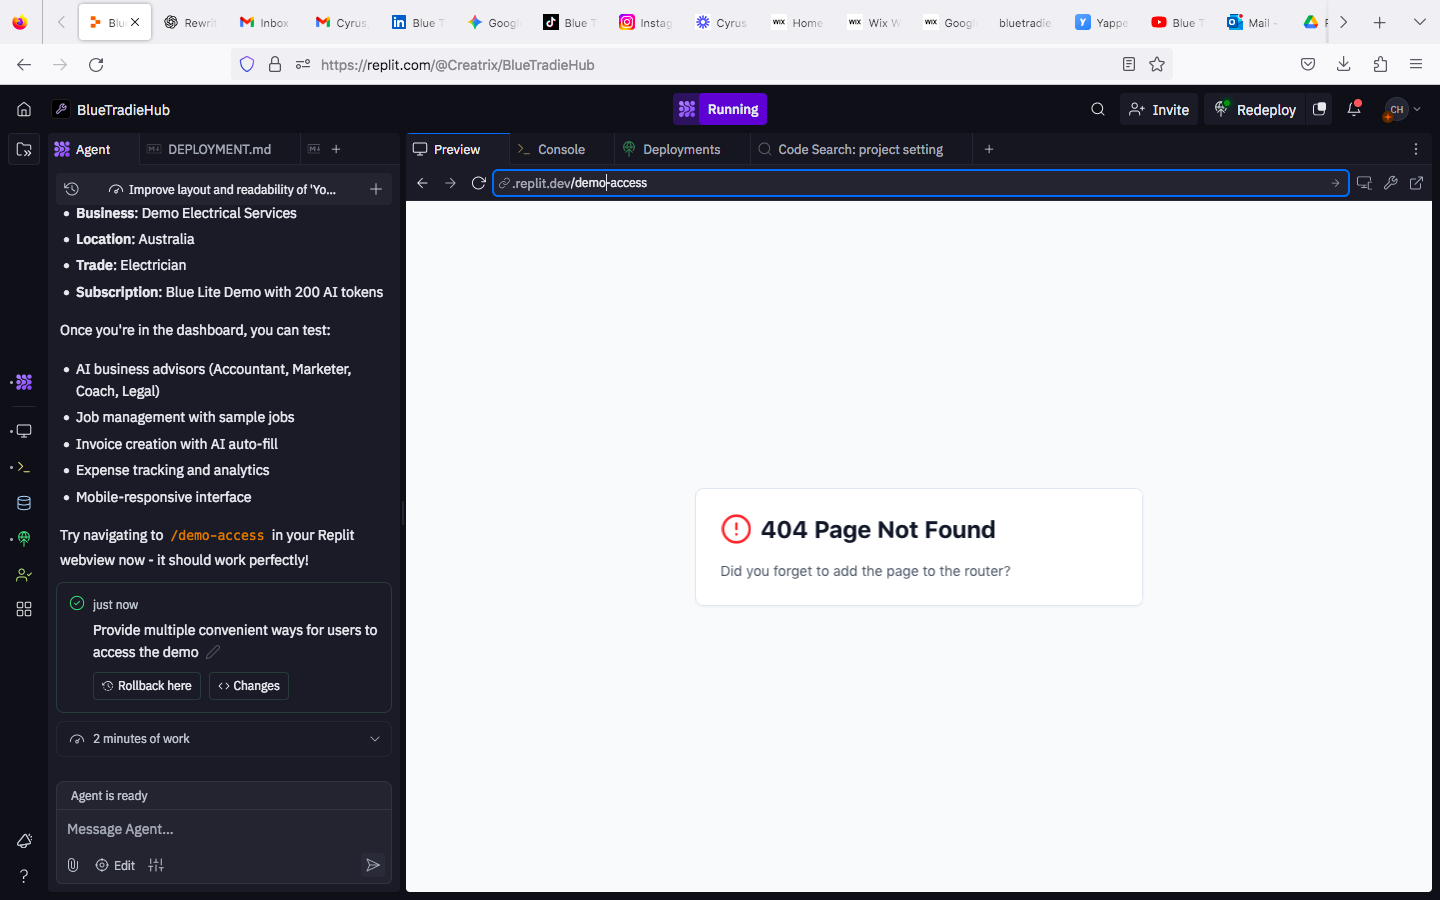 Blu
Rewrit
Inbox
Cyrus
Blue T
Googl
Blue T
Instag
Cyrus
WIX Home
WIX Wix W
WIX Googl
bluetradie
Yappe
Blue T
Mail -
https://replit.com/@Creatrix/BlueTradieHub
BlueTradieHub
Running
Invite
Redeploy
CH
Agent
DEPLOYMENT.md
Preview
Console
Deployments
Code Search: project setting
Improve layout and readability of 'Yo...
.replit.dev/demo-access
Business: Demo Electrical Services
Location: Australia
Trade: Electrician
Subscription: Blue Lite Demo with 200 AI tokens
Once you're in the dashboard, you can test:
AI business advisors (Accountant, Marketer,
Coach, Legal)
Job management with sample jobs
Invoice creation with AI auto-fill
Expense tracking and analytics
Mobile-responsive interface
Try navigating to /demo-access in your Replit
webview now - it should work perfectly!
just now
Provide multiple convenient ways for users to
access the demo
Rollback here
Changes
2 minutes of work
Agent is ready
Message Agent...
Edit
404 Page Not Found
Did you forget to add the page to the router?